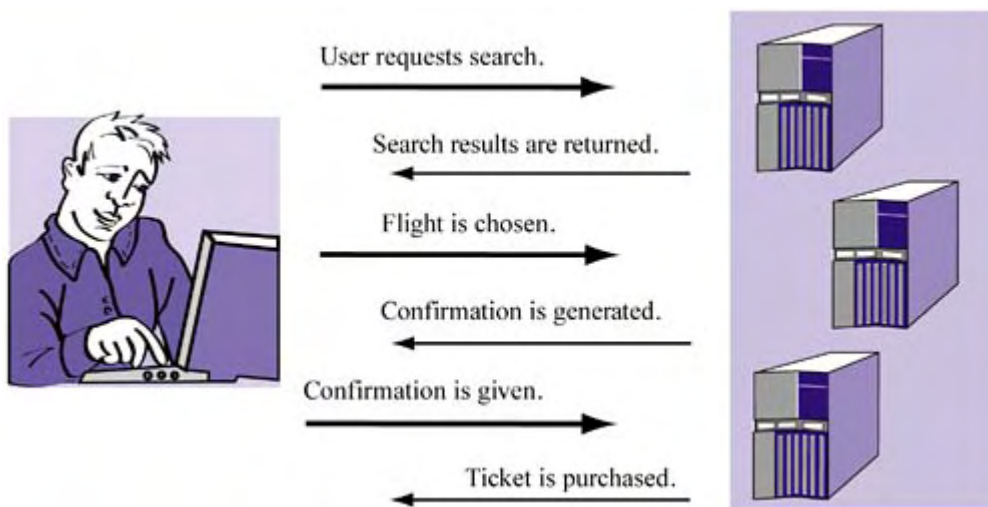 User requests search.
Search results are returned.
Flight is chosen.
Confirmation is generated.
Confirmation is given.
Ticket is purchased.